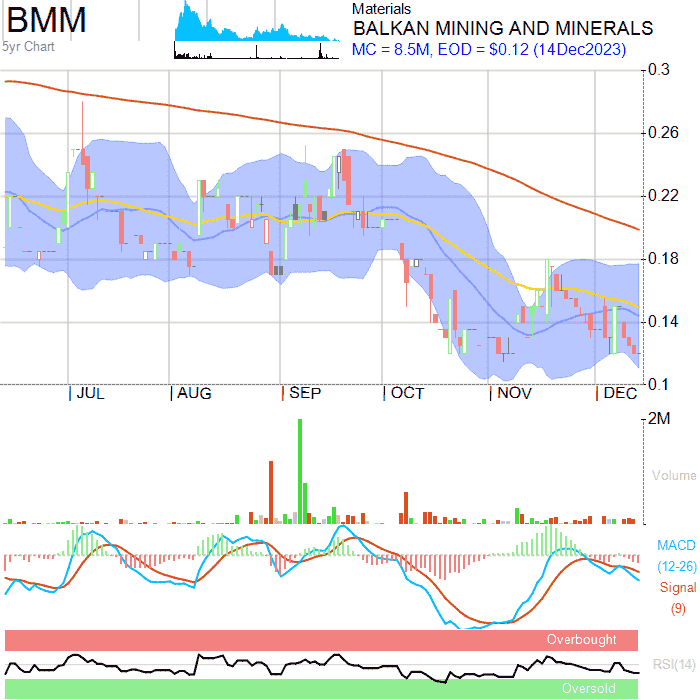 BMM
5yr Chart
Materials
BALKAN MINING AND MINERALS
MC = 8.5M, EOD = $0.12 (14Dec2023)
0.3
0.26
0.22
0.18
0.14
0.1
JUL
AUG
SEP
OCT
NOV
DEC
2M
Volume
MACD
(12-26)
Signal
(9)
Overbought
RSI(14)
Oversold